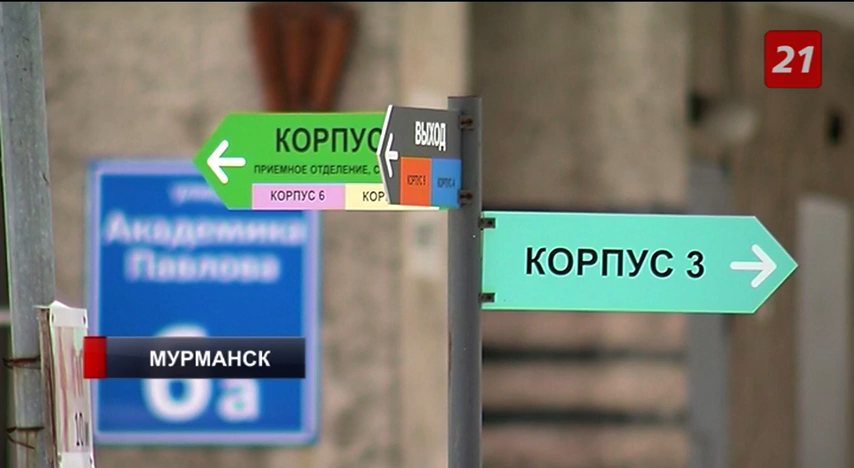 21
ВЫХОД
КОРПУС
ПРИЕМНОЕ ОТДЕЛЕНИЕ,
КОРПУС 6
КОРПУС 3
Академика
Павлова
6а
МУРМАНСК